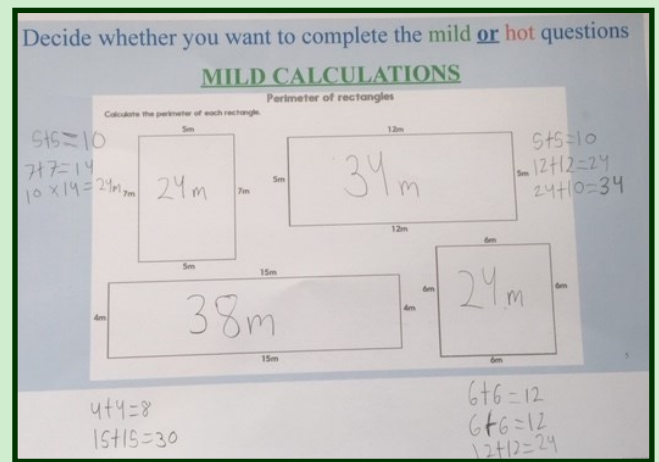 Decide whether you want to complete the mild or hot questions
MILD CALCULATIONS
Perimeter of rectangles
Calculate the perimeter of each rectangle.
5+5=10
7+7=14
10×14=24m
5m
7m
24m
7m
5m
12m
5m
34m
5m
12m
5+5=10
12+12=24
24+10=34
15m
4m
38m
4m
15m
6m
6m
24m
6m
6m
4+4=8
15+15=30
6+6=12
6+6=12
12+12=24